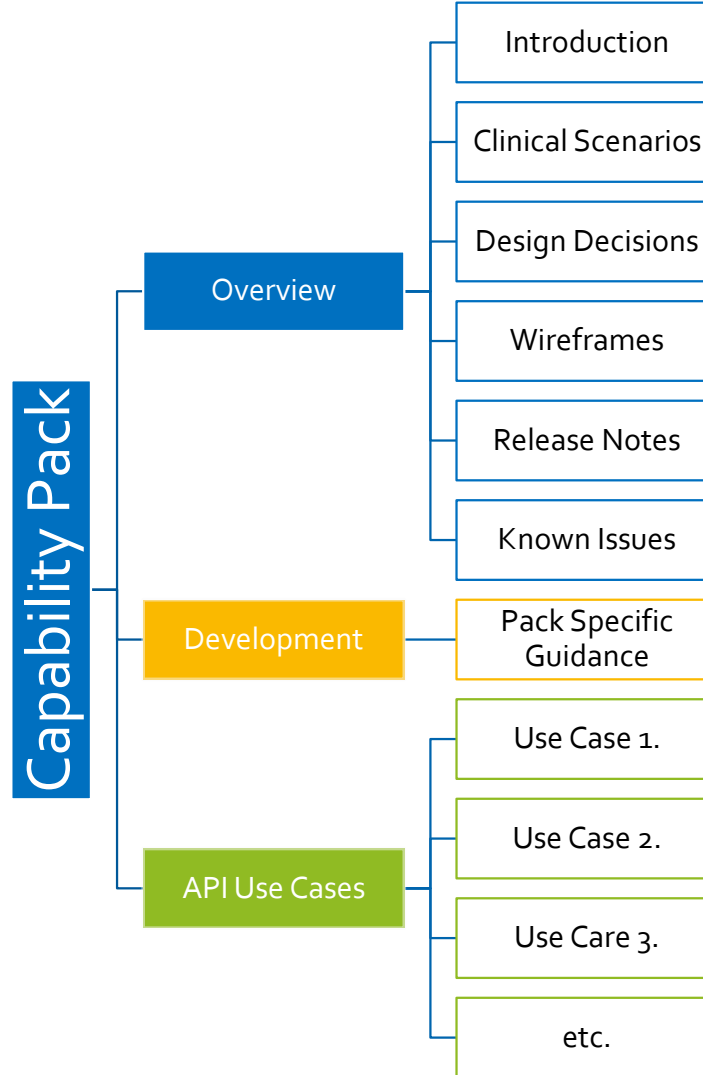 Capability Pack
Overview
Introduction
Clinical Scenarios
Design Decisions
Wireframes
Release Notes
Known Issues
Development
Pack Specific
Guidance
API Use Cases
Use Case 1.
Use Case 2.
Use Care 3.
etc.